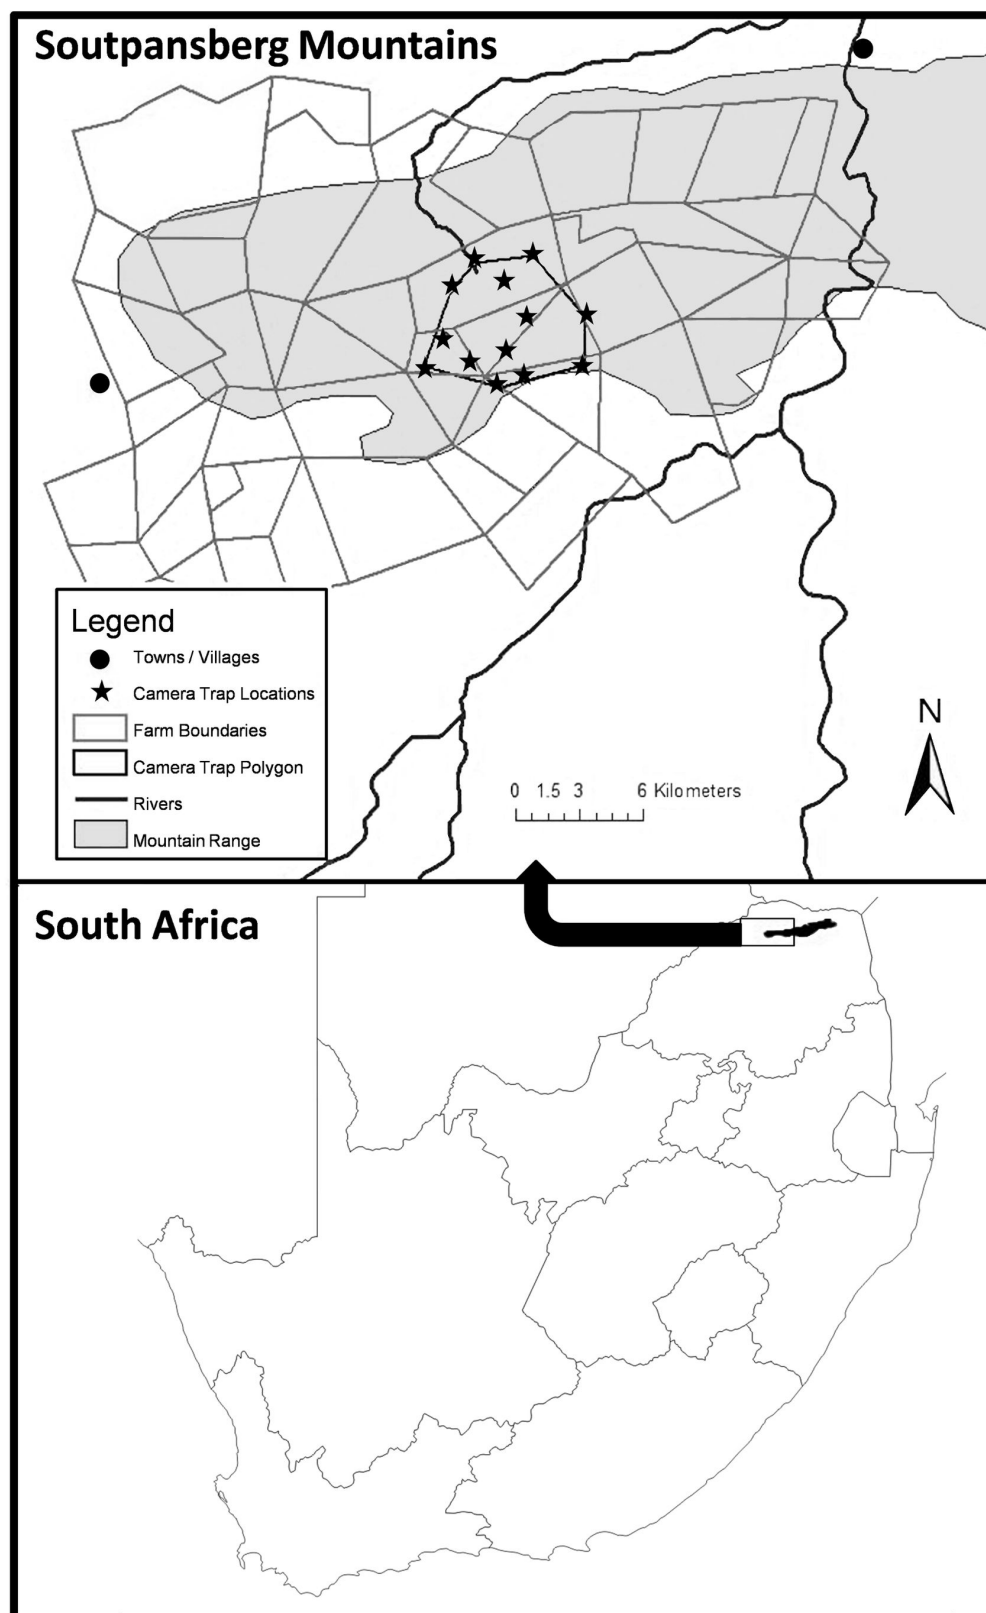 Soutpansberg Mountains
Legend
Towns / Villages
Camera Trap Locations
Farm Boundaries
Camera Trap Polygon
Rivers
Mountain Range
N
0 1.5 3 6 Kilometers
South Africa